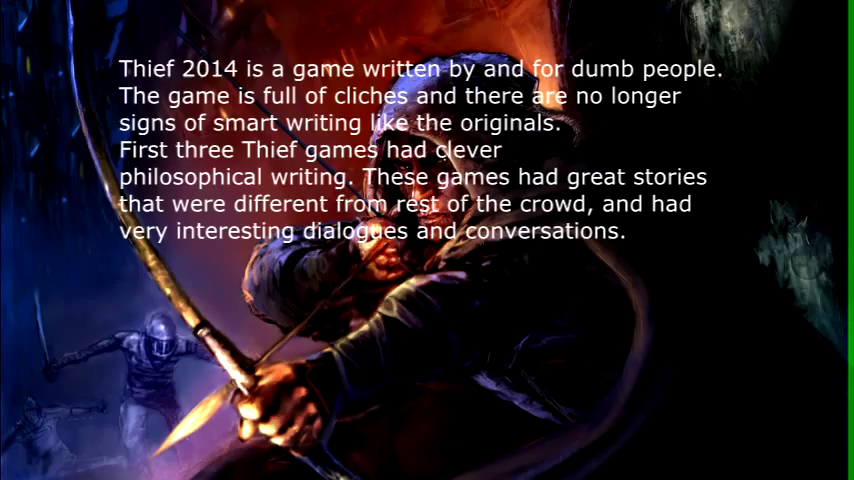 Thief 2014 is a game written by and for dumb people.
The game is full of cliches and there are no longer
signs of smart writing like the originals.
First three Thief games had clever
philosophical writing. These games had great stories
that were different from rest of the crowd, and had
very interesting dialogues and conversations.